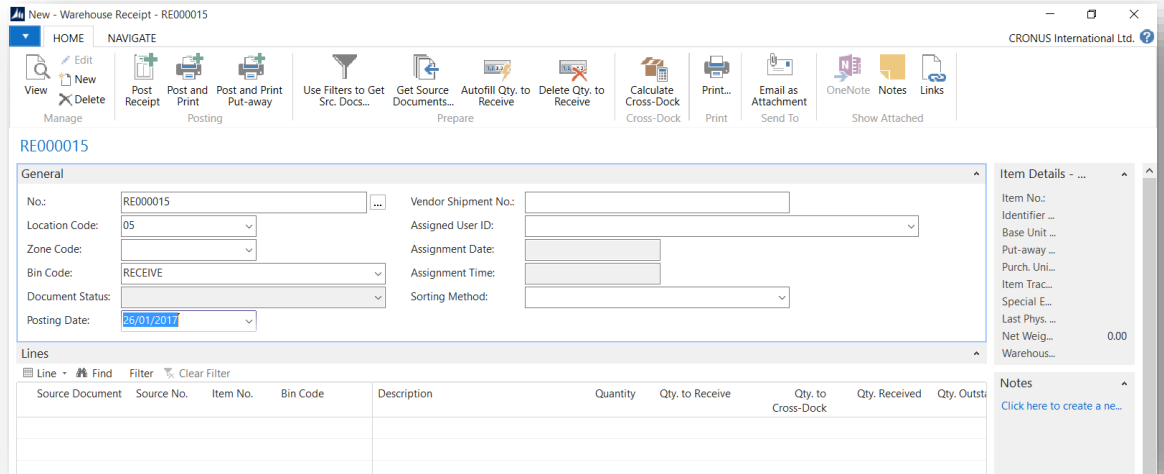 New - Warehouse Receipt - RE000015
HOME NAVIGATE
CRONUS International Ltd.
View
Edit
New
Delete
Manage
Post Receipt
Post and Print
Post and Print Put-away
Posting
Use Filters to Get Src. Docs...
Get Source Documents...
Autofill Qty. to Receive
Delete Qty. to Receive
Prepare
Calculate Cross-Dock
Cross-Dock
Print...
Print
Email as Attachment
Send To
OneNote
Notes
Links
Show Attached
RE000015
General
No.: RE000015 ...
Location Code: 05
Zone Code:
Bin Code: RECEIVE
Document Status:
Posting Date: 26/01/2017
Vendor Shipment No.:
Assigned User ID:
Assignment Date:
Assignment Time:
Sorting Method:
Lines
Line Find Filter Clear Filter
Source Document Source No. Item No. Bin Code Description Quantity Qty. to Receive Qty. to Cross-Dock Qty. Received Qty. Outsta
Item Details - ...
Item No.:
Identifier ...
Base Unit ...
Put-away ...
Purch. Uni...
Item Trac...
Special E...
Last Phys. ...
Net Weig... 0.00
Warehous...
Notes
Click here to create a ne...